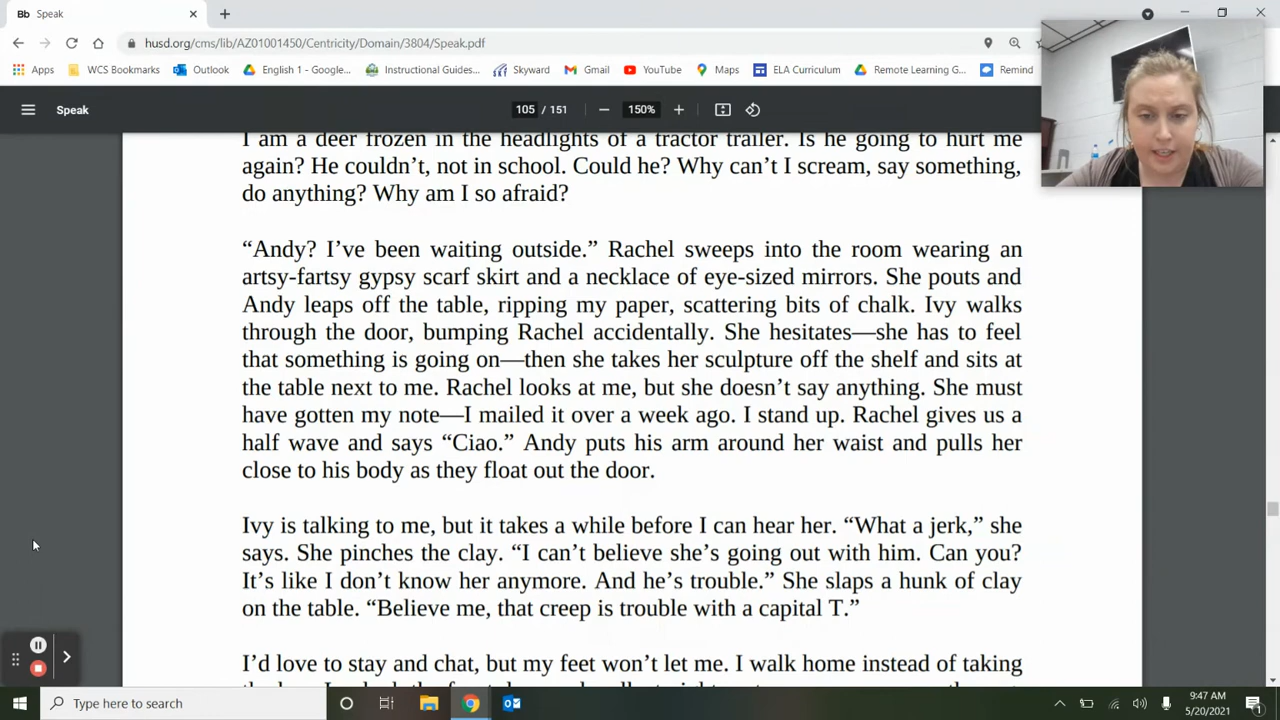 Bb Speak
husd.org/cms/lib/AZ01001450/Centricity/Domain/3804/Speak.pdf
Apps WCS Bookmarks Outlook English 1 - Google... Instructional Guides... Skyward Gmail YouTube Maps ELA Curriculum Remote Learning G... Remind
Speak 105 / 151 150%
I am a deer frozen in the headlights of a tractor trailer. Is he going to hurt me
again? He couldn’t, not in school. Could he? Why can’t I scream, say something,
do anything? Why am I so afraid?
“Andy? I’ve been waiting outside.” Rachel sweeps into the room wearing an
artsy-fartsy gypsy scarf skirt and a necklace of eye-sized mirrors. She pouts and
Andy leaps off the table, ripping my paper, scattering bits of chalk. Ivy walks
through the door, bumping Rachel accidentally. She hesitates—she has to feel
that something is going on—then she takes her sculpture off the shelf and sits at
the table next to me. Rachel looks at me, but she doesn’t say anything. She must
have gotten my note—I mailed it over a week ago. I stand up. Rachel gives us a
half wave and says “Ciao.” Andy puts his arm around her waist and pulls her
close to his body as they float out the door.
Ivy is talking to me, but it takes a while before I can hear her. “What a jerk,” she
says. She pinches the clay. “I can’t believe she’s going out with him. Can you?
It’s like I don’t know her anymore. And he’s trouble.” She slaps a hunk of clay
on the table. “Believe me, that creep is trouble with a capital T.”
I’d love to stay and chat, but my feet won’t let me. I walk home instead of taking
Type here to search
9:47 AM
5/20/2021